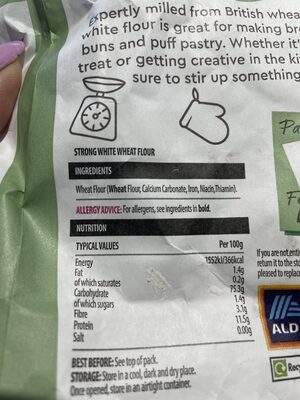 Expertly milled from British whea
white flour is great for making br
buns and puff pastry. Whether it'
treat or getting creative in the ki
sure to stir up something
STRONG WHITE WHEAT FLOUR
INGREDIENTS
Wheat Flour (Wheat Flour, Calcium Carbonate, Iron, Niacin, Thiamin).
ALLERGY ADVICE: For allergens, see ingredients in bold.
NUTRITION
TYPICAL VALUES Per 100g
Energy 1552kJ/366kcal
Fat 1.4g
of which saturates 0.2g
Carbohydrate 75.3g
of which sugars 1.4g
Fibre 3.1g
Protein 11.5g
Salt 0.00g
BEST BEFORE: See top of pack.
STORAGE: Store in a cool, dark and dry place.
Once opened, store in an airtight container.
Pa
F
If you are not enti
return it to the sto
pleased to replac
ALD
Recy